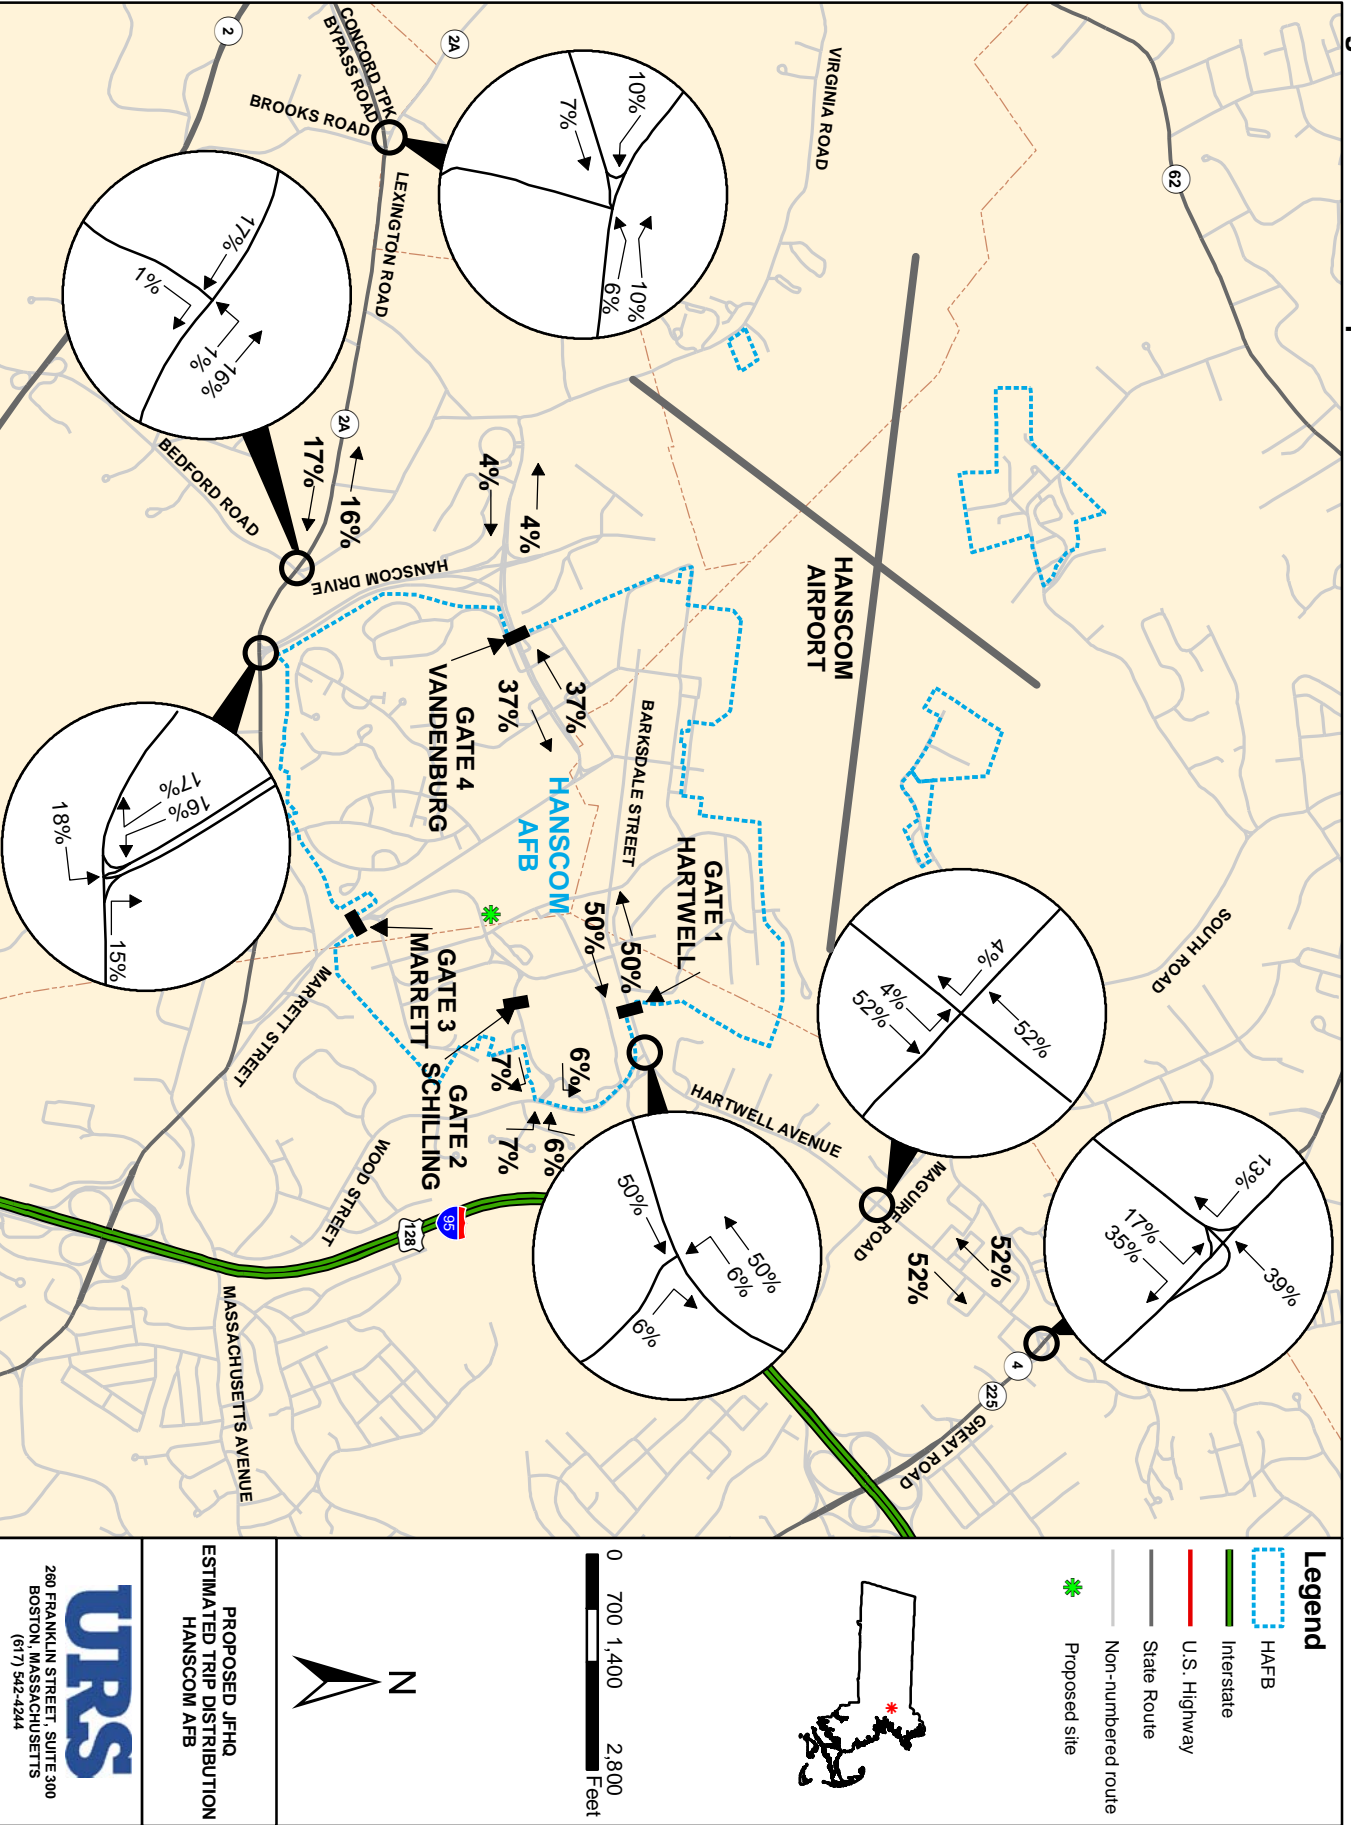 62
VIRGINIA ROAD
2A
2
CONCORD TPK
BYPASS ROAD
BROOKS ROAD
LEXINGTON ROAD
10%
7%
10%
6%
17%
1%
1%
16%
2A
17%
16%
BEDFORD ROAD
HANSCOM DRIVE
4%
4%
HANSCOM
AIRPORT
GATE 4
VANDENBURG
37%
37%
BARKSDALE STREET
HANSCOM
AFB
GATE 1
HARTWELL
50%
50%
17%
16%
18%
15%
GATE 3
MARRETT
MARRETT STREET
GATE 2
SCHILLING
7%
6%
7%
6%
SOUTH ROAD
4%
52%
4%
52%
HARTWELL AVENUE
MAGUIRE ROAD
52%
52%
13%
17%
35%
39%
50%
50%
6%
6%
WOOD STREET
95
128
MASSACHUSETTS AVENUE
4
225
GREAT ROAD
Legend
HAFB
Interstate
U.S. Highway
State Route
Non-numbered route
Proposed site
0 700 1,400 2,800
Feet
N
PROPOSED JFHQ
ESTIMATED TRIP DISTRIBUTION
HANSCOM AFB
URS
260 FRANKLIN STREET, SUITE 300
BOSTON, MASSACHUSETTS
(617) 542-4244